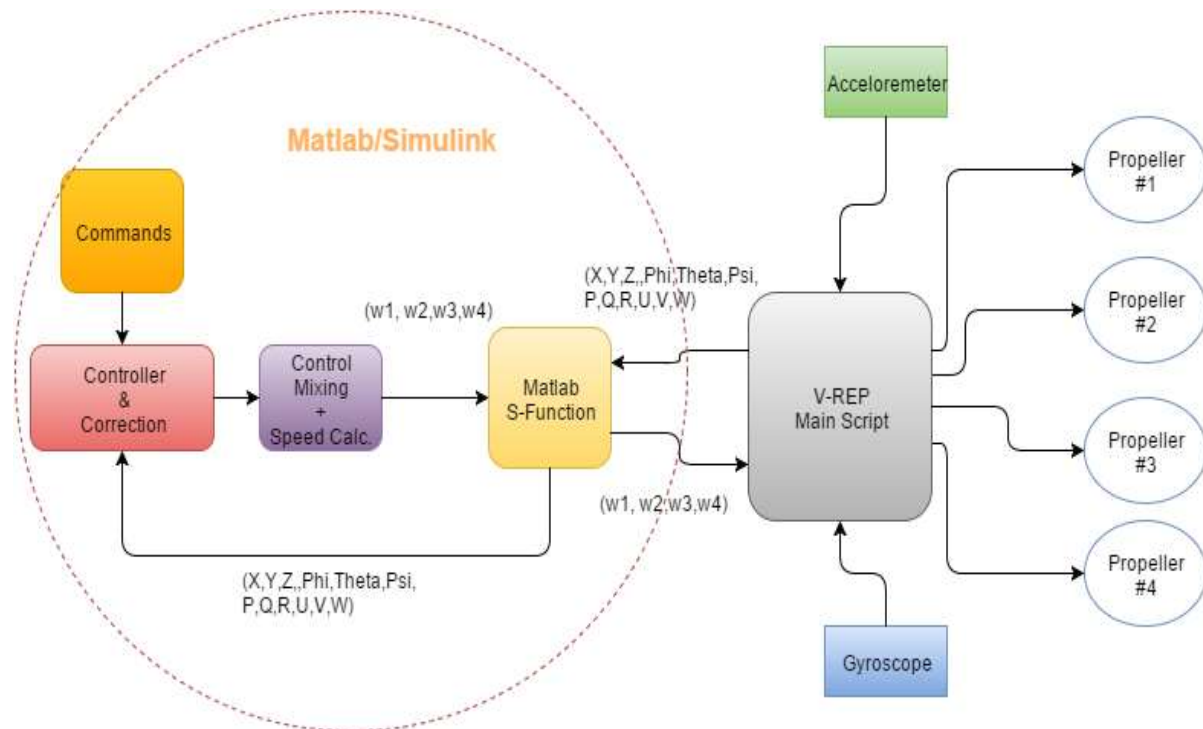 Matlab/Simulink
Commands
Controller
&
Correction
Control
Mixing
+
Speed Calc.
(w1, w2,w3,w4)
Matlab
S-Function
(X,Y,Z,,Phi,Theta,Psi,
P,Q,R,U,V,W)
(X,Y,Z,,Phi,Theta,Psi,
P,Q,R,U,V,W)
(w1, w2,w3,w4)
Acceloremeter
V-REP
Main Script
Gyroscope
Propeller
#1
Propeller
#2
Propeller
#3
Propeller
#4